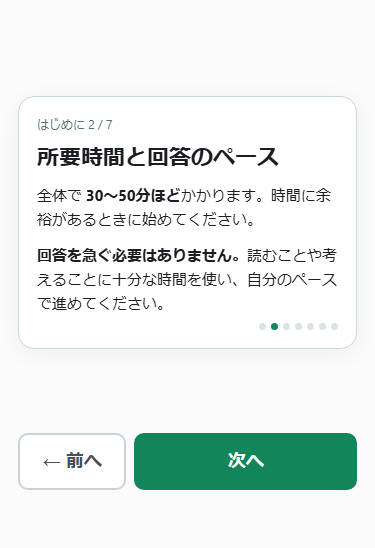 はじめに 2 / 7
所要時間と回答のペース
全体で 30〜50分ほどかかります。時間に余
裕があるときに始めてください。
回答を急ぐ必要はありません。読むことや考
えることに十分な時間を使い、自分のペース
で進めてください。
← 前へ
次へ